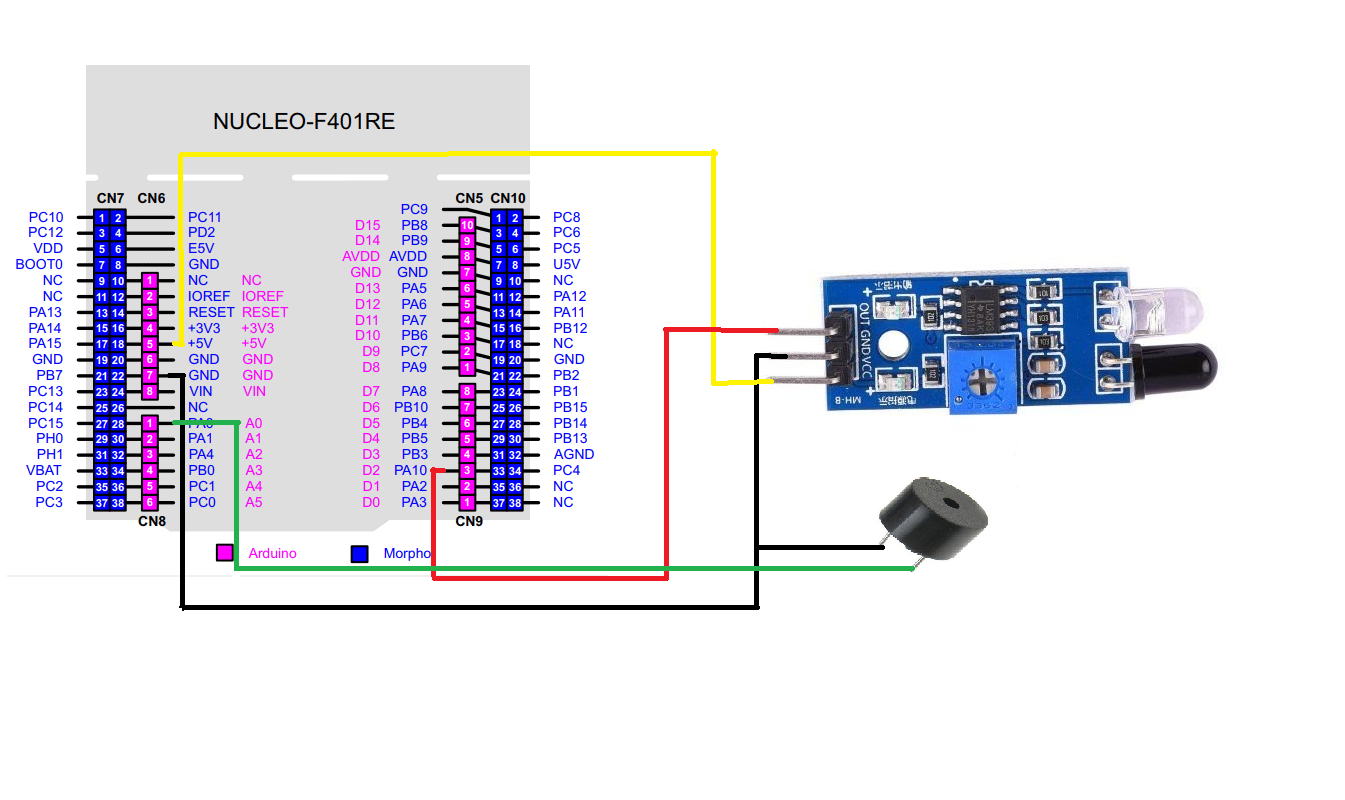 NUCLEO-F401RE
CN7 CN6 CN5 CN10
PC9
PC10 1 2 PC11 D15 PB8 10 1 2 PC8
PC12 3 4 PD2 D14 PB9 9 3 4 PC6
VDD 5 6 E5V AVDD AVDD 8 5 6 PC5
BOOT0 7 8 GND GND GND 7 7 8 U5V
NC 9 10 1 NC NC D13 PA5 6 9 10 NC
NC 11 12 2 IOREF IOREF D12 PA6 5 11 12 PA12
PA13 13 14 3 RESET RESET D11 PA7 4 13 14 PA11
PA14 15 16 4 +3V3 +3V3 D10 PB6 3 15 16 PB12
PA15 17 18 5 +5V +5V D9 PC7 2 17 18 NC
GND 19 20 6 GND GND D8 PA9 1 19 20 GND
PB7 21 22 7 GND GND 21 22 PB2
PC13 23 24 8 VIN VIN D7 PA8 8 23 24 PB1
PC14 25 26 NC D6 PB10 7 25 26 PB15
PC15 27 28 1 PA0 A0 D5 PB4 6 27 28 PB14
PH0 29 30 2 PA1 A1 D4 PB5 5 29 30 PB13
PH1 31 32 3 PA4 A2 D3 PB3 4 31 32 AGND
VBAT 33 34 4 PB0 A3 D2 PA10 3 33 34 PC4
PC2 35 36 5 PC1 A4 D1 PA2 2 35 36 NC
PC3 37 38 6 PC0 A5 D0 PA3 1 37 38 NC
CN8 CN9
Arduino Morpho
OUT GND VCC
MH-B
102
101
103
103
102